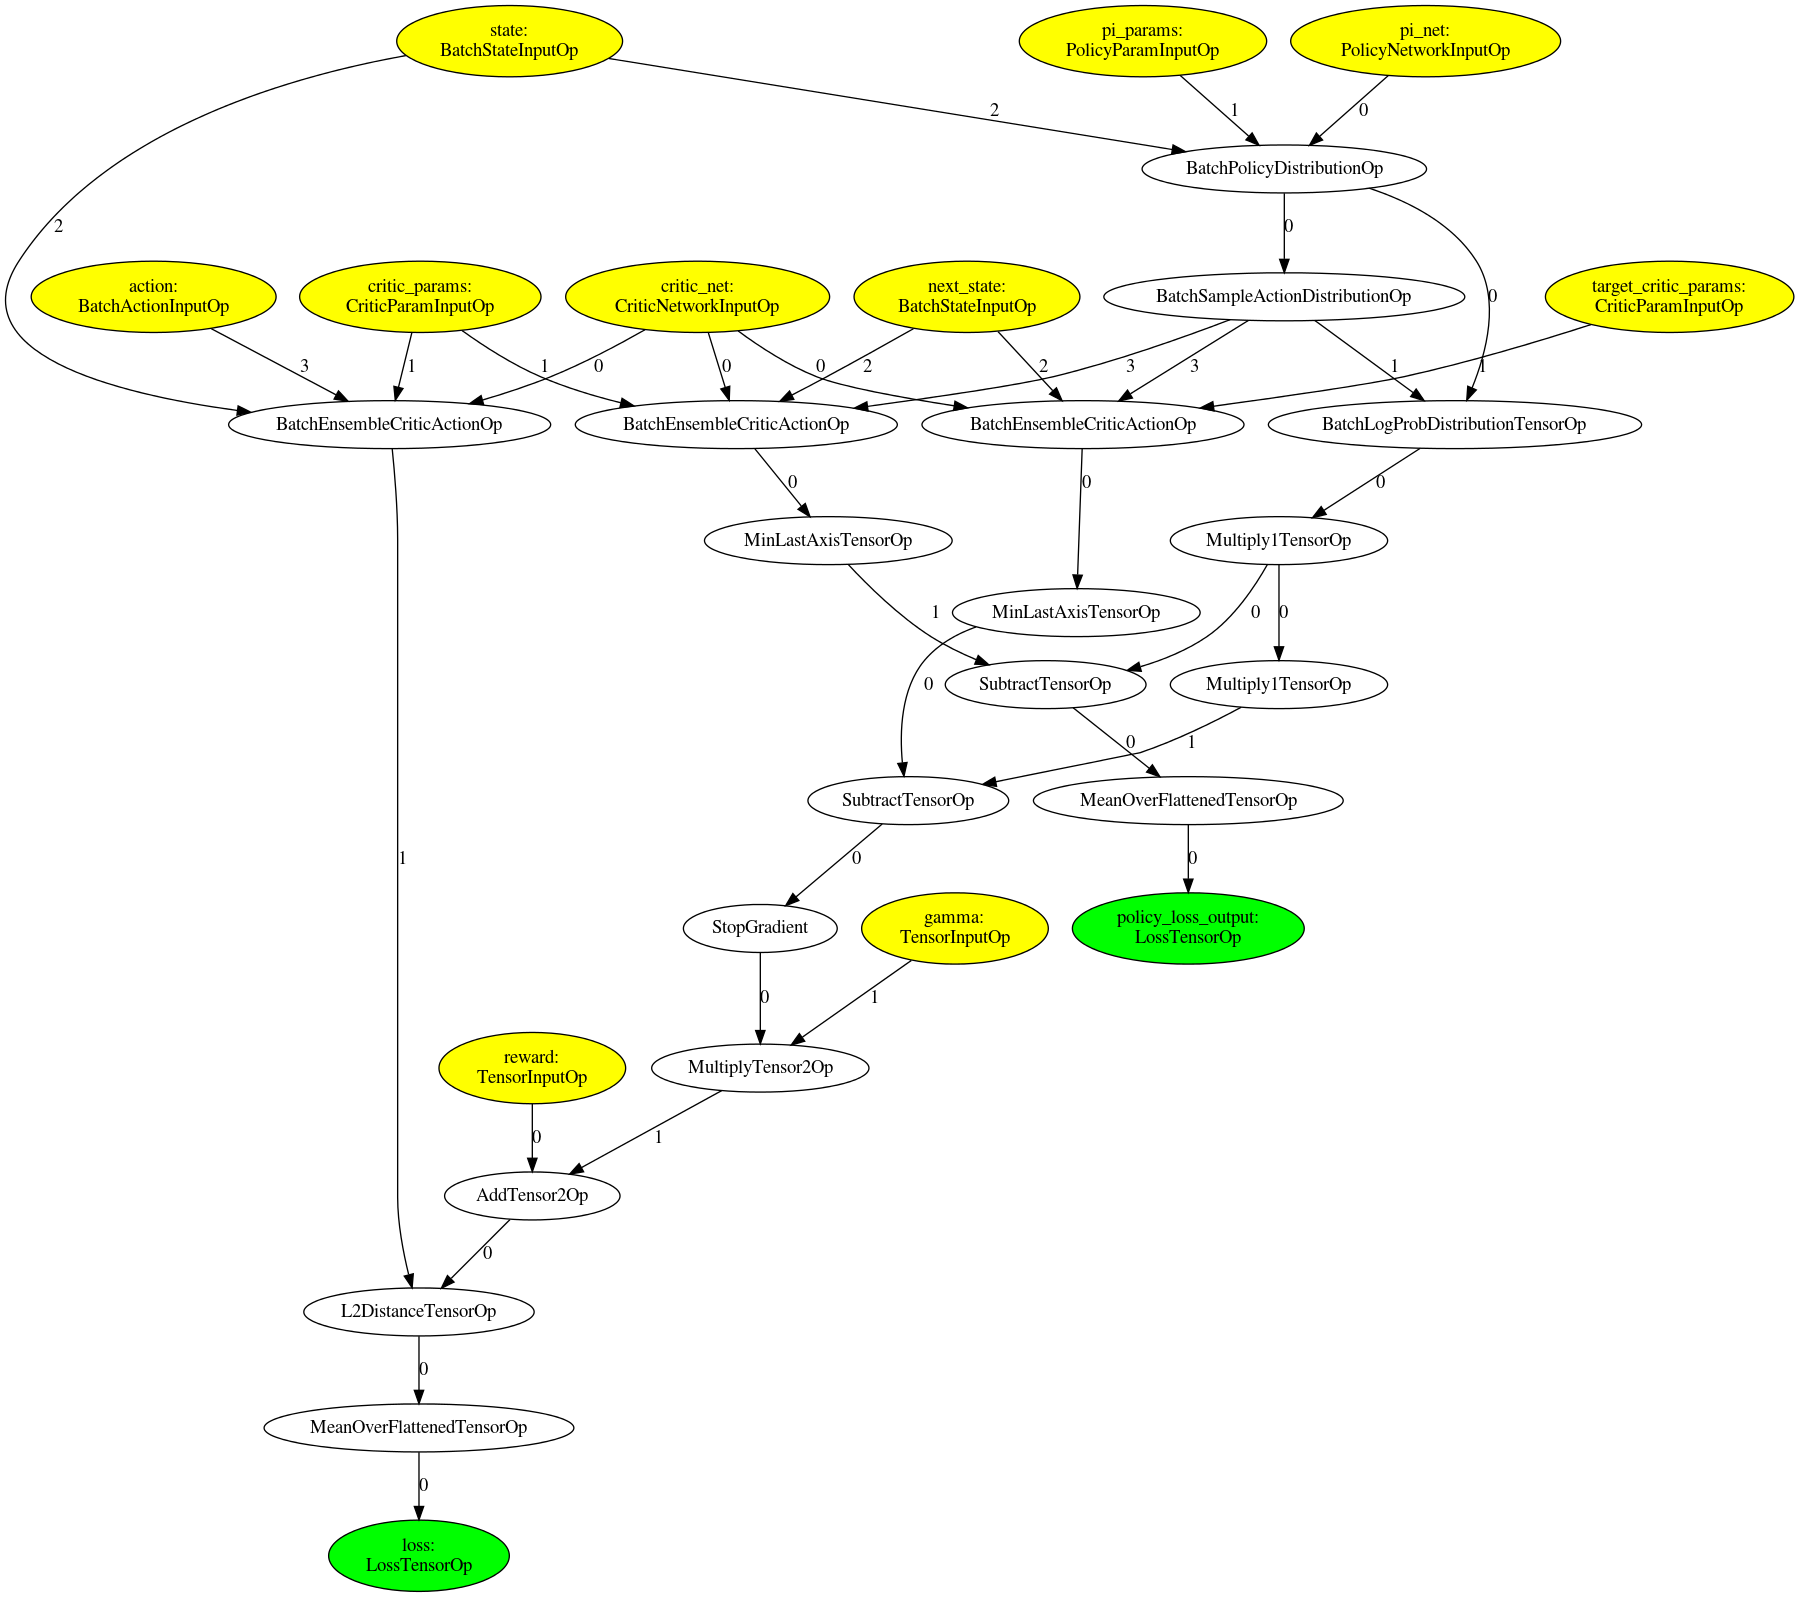 state:
BatchStateInputOp
pi_params:
PolicyParamInputOp
pi_net:
PolicyNetworkInputOp
2
1
0
BatchPolicyDistributionOp
2
0
action:
BatchActionInputOp
critic_params:
CriticParamInputOp
critic_net:
CriticNetworkInputOp
next_state:
BatchStateInputOp
BatchSampleActionDistributionOp
0
target_critic_params:
CriticParamInputOp
3
1
1
0
0
0
2
2
3
3
1
1
BatchEnsembleCriticActionOp
BatchEnsembleCriticActionOp
BatchEnsembleCriticActionOp
BatchLogProbDistributionTensorOp
0
0
0
MinLastAxisTensorOp
Multiply1TensorOp
1
MinLastAxisTensorOp
0
0
0
SubtractTensorOp
Multiply1TensorOp
0
1
SubtractTensorOp
MeanOverFlattenedTensorOp
1
0
0
StopGradient
gamma:
TensorInputOp
policy_loss_output:
LossTensorOp
0
1
reward:
TensorInputOp
MultiplyTensor2Op
0
1
AddTensor2Op
0
L2DistanceTensorOp
0
MeanOverFlattenedTensorOp
0
loss:
LossTensorOp